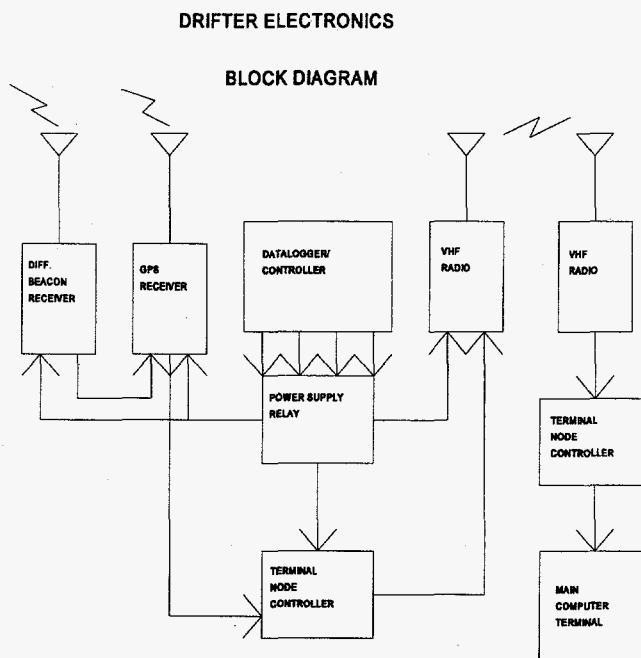 DRIFTER ELECTRONICS
BLOCK DIAGRAM
DIFF.
BEACON
RECEIVER
GPS
RECEIVER
DATALOGGER/
CONTROLLER
VHF
RADIO
VHF
RADIO
POWER SUPPLY
RELAY
TERMINAL
NODE
CONTROLLER
TERMINAL
NODE
CONTROLLER
MAIN
COMPUTER
TERMINAL